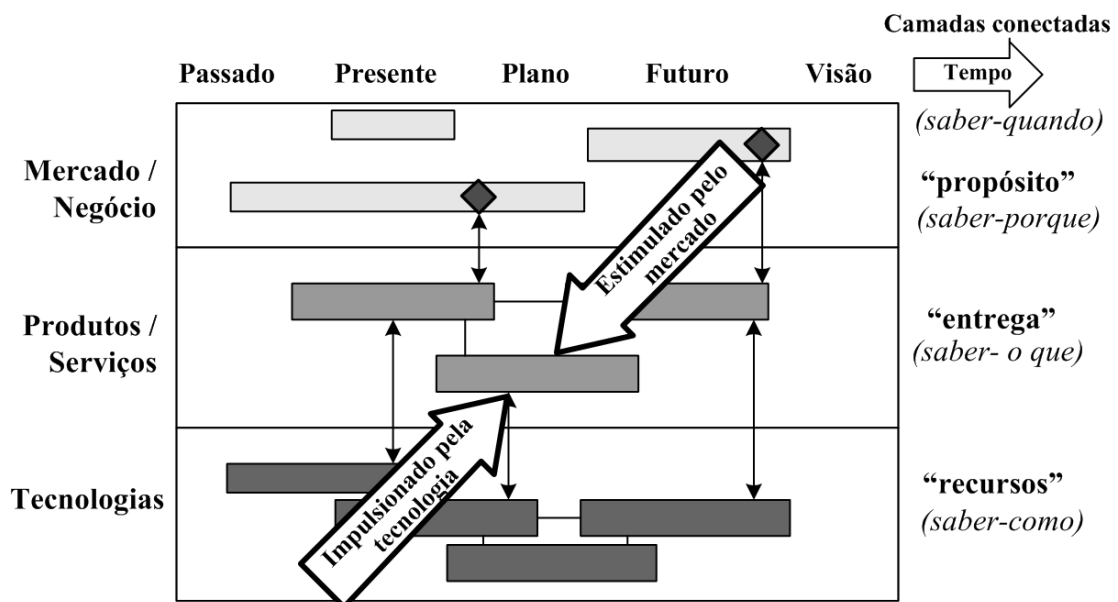 Camadas conectadas
Passado Presente Plano Futuro Visão Tempo
(saber-quando)
Mercado /
Negócio
“propósito”
(saber-porque)
Estimulado pelo
mercado
Produtos /
Serviços
“entrega”
(saber- o que)
Impulsionado pela
tecnologia
Tecnologias
“recursos”
(saber-como)